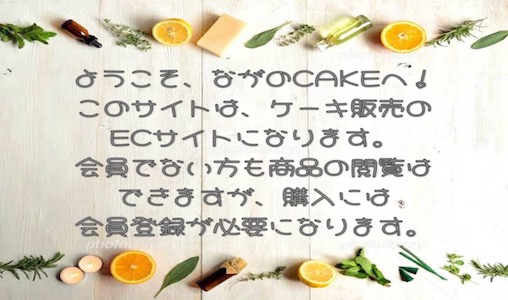 ようこそ、ながのCAKEへ！
このサイトは、ケーキ販売の
ECサイトになります。
会員でない方も商品の閲覧は
できますが、購入には
会員登録が必要になります。